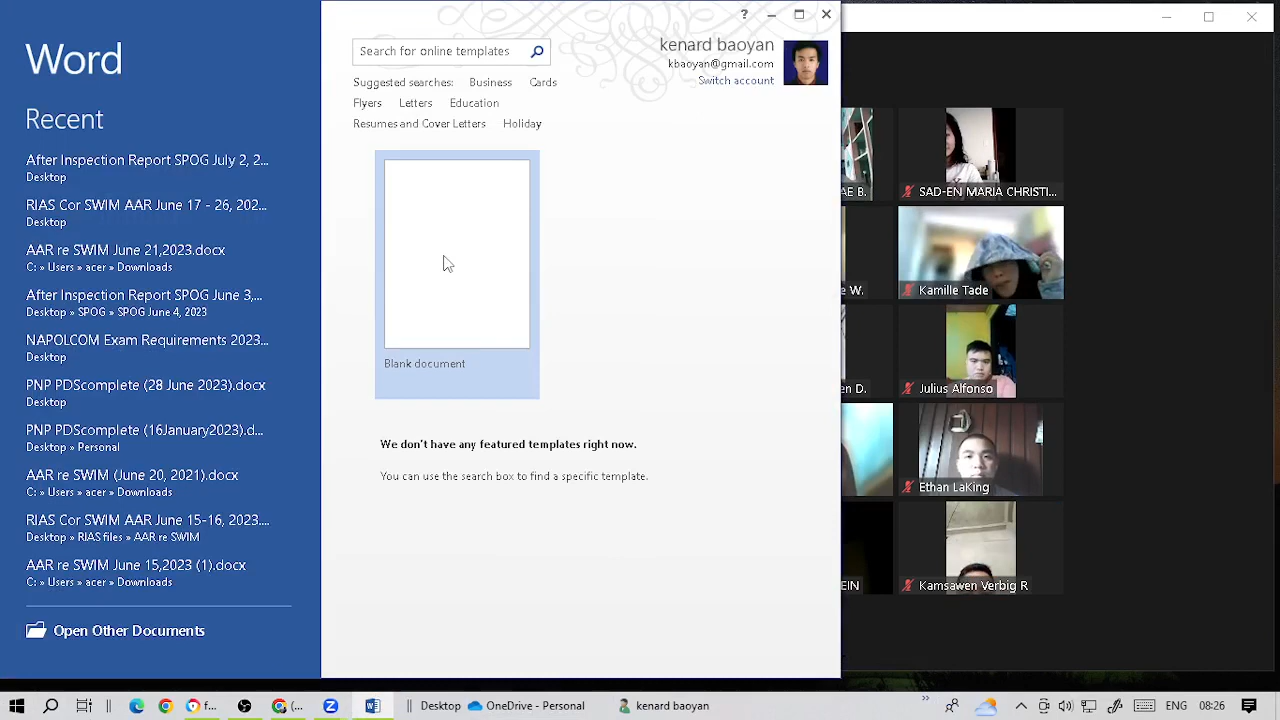 Word
Recent
After Inspection Report SPOG July 2, 2...
Desktop
RIAS Cor SWIM AAR June 17 - 28, 202...
Desktop
AAR re SWIM June 21,2023.docx
C: » Users » acer » Downloads
After Inspection Report SPOG June 3,...
Desktop » SPOG » SPOG June 4, 2023
NAPOLCOM Exam Requirements 2023...
Desktop
PNP PDScomplete (28 June 2023).docx
Desktop
PNP PDScomplete (16January2023).d...
Desktop » Personal
AAR re SWIM (June 20, 2021).docx
Desktop
RIAS Cor SWIM AAR June 15-16, 2023....
Desktop » RIAS files » AAR re SWIM
AAR re SWIM June 15,2023 (1).docx
C: » Users » acer » Downloads
Open Other Documents
?
Search for online templates
Suggested searches: Business Cards
Flyers Letters Education
Resumes and Cover Letters Holiday
kenard baoyan
kbaoyan@gmail.com
Switch account
Blank document
We don't have any featured templates right now.
You can use the search box to find a specific template.
AE B.
SAD-EN MARIA CHRISTI...
e W.
Kamille Tade
en D.
Julius Alfonso
Ethan LaKing
EIN
Kamsawen Verbig R
f...
(...
Desktop
OneDrive - Personal
kenard baoyan
ENG
08:26